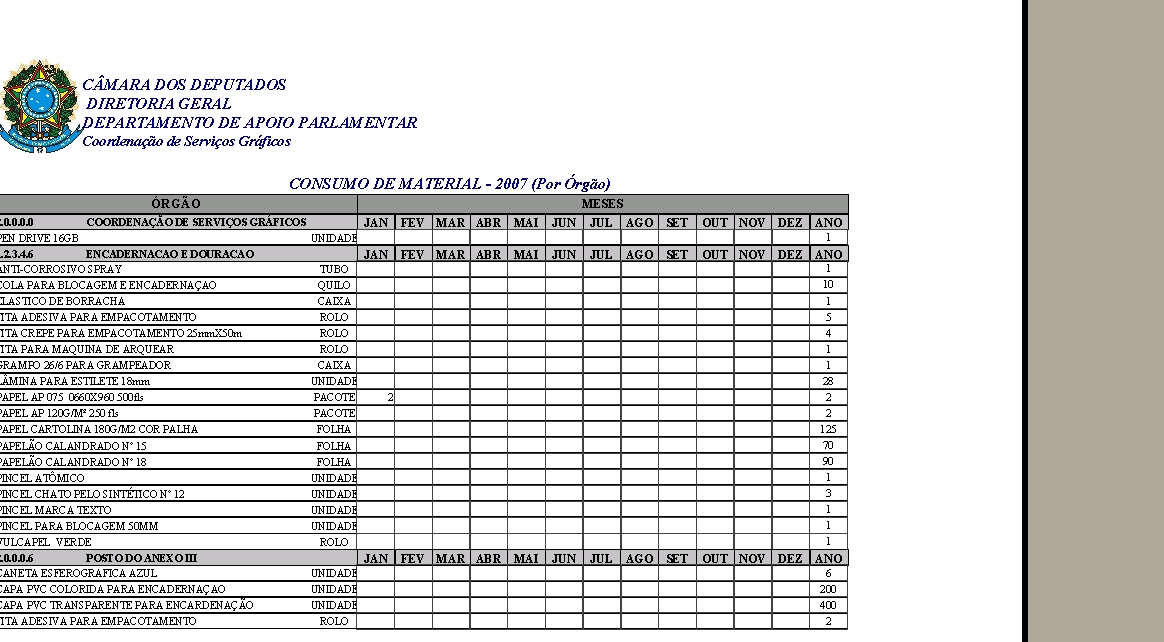 CÂMARA DOS DEPUTADOS
DIRETORIA GERAL
DEPARTAMENTO DE APOIO PARLAMENTAR
Coordenação de Serviços Gráficos
CONSUMO DE MATERIAL - 2007 (Por Órgão)
ÓRGÃO MESES
.0.0.0.0 COORDENAÇÃO DE SERVIÇOS GRÁFICOS JAN FEV MAR ABR MAI JUN JUL AGO SET OUT NOV DEZ ANO
PEN DRIVE 16GB UNIDADE 1
.2.3.4.6 ENCADERNACAO E DOURACAO JAN FEV MAR ABR MAI JUN JUL AGO SET OUT NOV DEZ ANO
ANTI-CORROSIVO SPRAY TUBO 1
COLA PARA BLOCAGEM E ENCADERNAÇAO QUILO 10
ELASTICO DE BORRACHA CAIXA 1
ITA ADESIVA PARA EMPACOTAMENTO ROLO 5
ITA CREPE PARA EMPACOTAMENTO 25mmX50m ROLO 4
ITA PARA MAQUINA DE ARQUEAR ROLO 1
GRAMPO 26/6 PARA GRAMPEADOR CAIXA 1
LÂMINA PARA ESTILETE 18mm UNIDADE 28
PAPEL AP 075 0660X960 500fls PACOTE 2 2
PAPEL AP 120G/M² 250 fls PACOTE 2
PAPEL CARTOLINA 180G/M2 COR PALHA FOLHA 125
PAPELÃO CALANDRADO Nº 15 FOLHA 70
PAPELÃO CALANDRADO Nº 18 FOLHA 90
PINCEL ATÔMICO UNIDADE 1
PINCEL CHATO PELO SINTÉTICO Nº 12 UNIDADE 3
PINCEL MARCA TEXTO UNIDADE 1
PINCEL PARA BLOCAGEM 50MM UNIDADE 1
VULCAPEL VERDE ROLO 1
.0.0.0.6 POSTO DO ANEXO III JAN FEV MAR ABR MAI JUN JUL AGO SET OUT NOV DEZ ANO
CANETA ESFEROGRAFICA AZUL UNIDADE 6
CAPA PVC COLORIDA PARA ENCADERNAÇAO UNIDADE 200
CAPA PVC TRANSPARENTE PARA ENCARDENAÇÃO UNIDADE 400
ITA ADESIVA PARA EMPACOTAMENTO ROLO 2